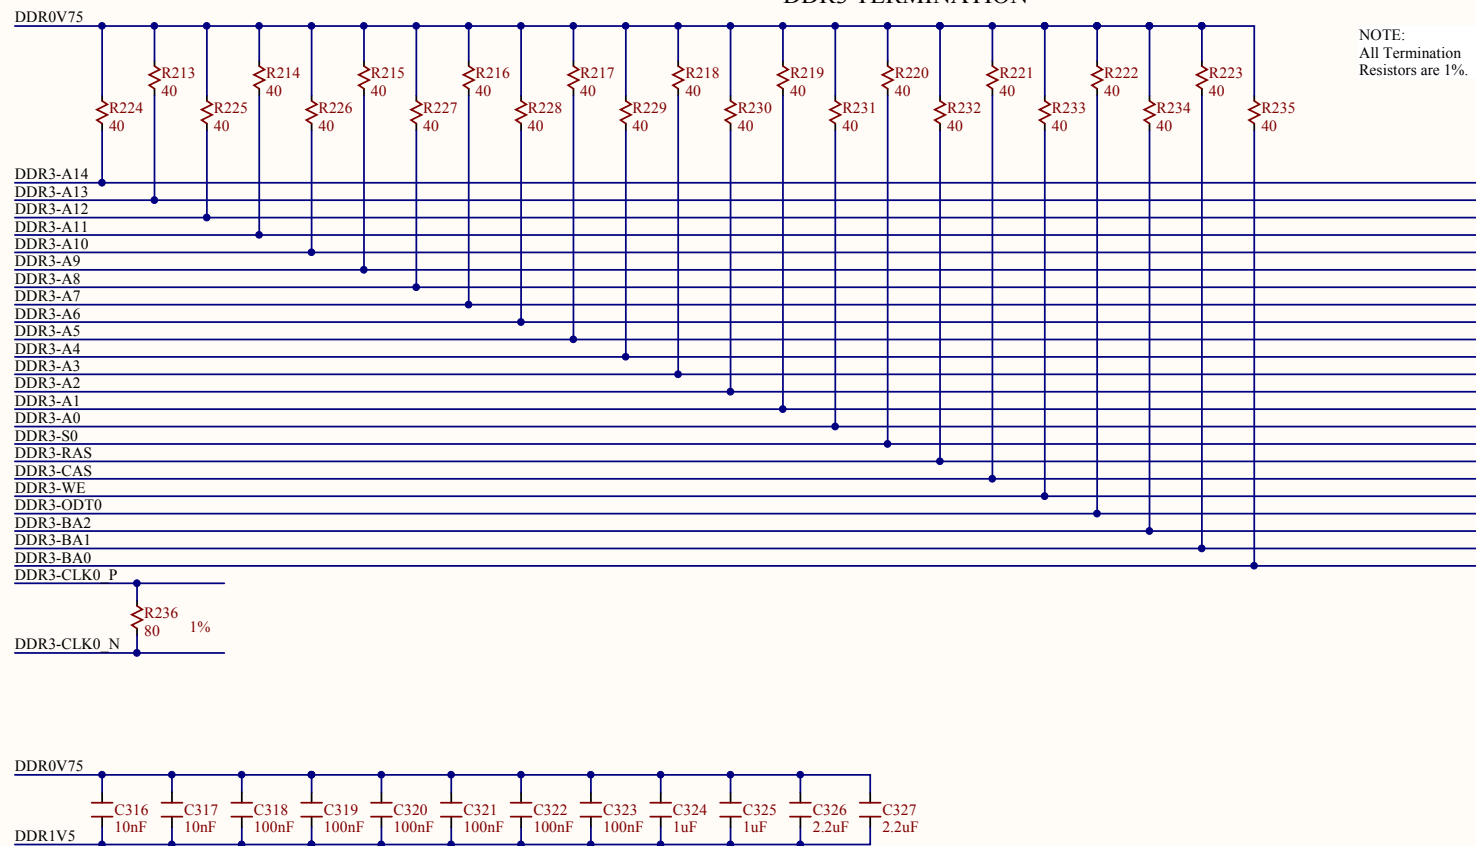 DDR3 TERMINATION
DDR0V75
NOTE:
All Termination
Resistors are 1%.
R213 R214 R215 R216 R217 R218 R219 R220 R221 R222 R223
40 40 40 40 40 40 40 40 40 40 40
R224 R225 R226 R227 R228 R229 R230 R231 R232 R233 R234 R235
40 40 40 40 40 40 40 40 40 40 40 40
DDR3-A14
DDR3-A13
DDR3-A12
DDR3-A11
DDR3-A10
DDR3-A9
DDR3-A8
DDR3-A7
DDR3-A6
DDR3-A5
DDR3-A4
DDR3-A3
DDR3-A2
DDR3-A1
DDR3-A0
DDR3-S0
DDR3-RAS
DDR3-CAS
DDR3-WE
DDR3-ODT0
DDR3-BA2
DDR3-BA1
DDR3-BA0
DDR3-CLK0_P
R236
80 1%
DDR3-CLK0_N
DDR0V75
C316 C317 C318 C319 C320 C321 C322 C323 C324 C325 C326 C327
10nF 10nF 100nF 100nF 100nF 100nF 100nF 100nF 1uF 1uF 2.2uF 2.2uF
DDR1V5